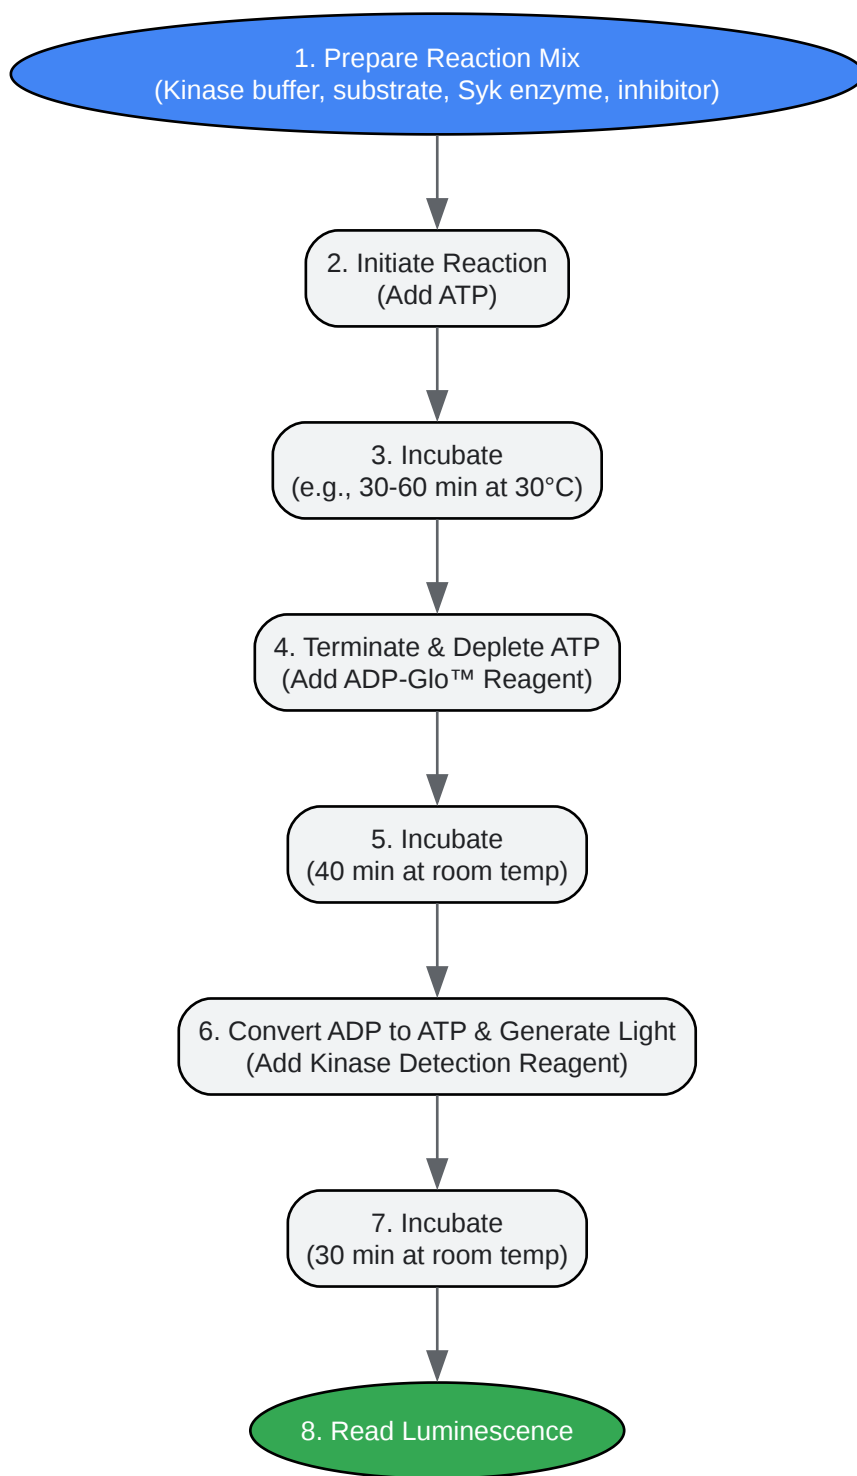 1. Prepare Reaction Mix
(Kinase buffer, substrate, Syk enzyme, inhibitor)
2. Initiate Reaction
(Add ATP)
3. Incubate
(e.g., 30-60 min at 30°C)
4. Terminate & Deplete ATP
(Add ADP-Glo™ Reagent)
5. Incubate
(40 min at room temp)
6. Convert ADP to ATP & Generate Light
(Add Kinase Detection Reagent)
7. Incubate
(30 min at room temp)
8. Read Luminescence